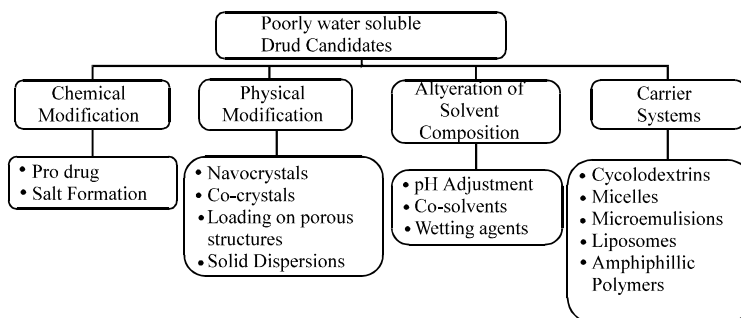 Poorly water soluble
Drud Candidates
Chemical
Modification
Physical
Modification
Altyeration of
Solvent
Composition
Carrier
Systems
• Pro drug
• Salt Formation
• Navocrystals
• Co-crystals
• Loading on porous
structures
• Solid Dispersions
• pH Adjustment
• Co-solvents
• Wetting agents
• Cycolodextrins
• Micelles
• Microemulisions
• Liposomes
• Amphiphillic
Polymers